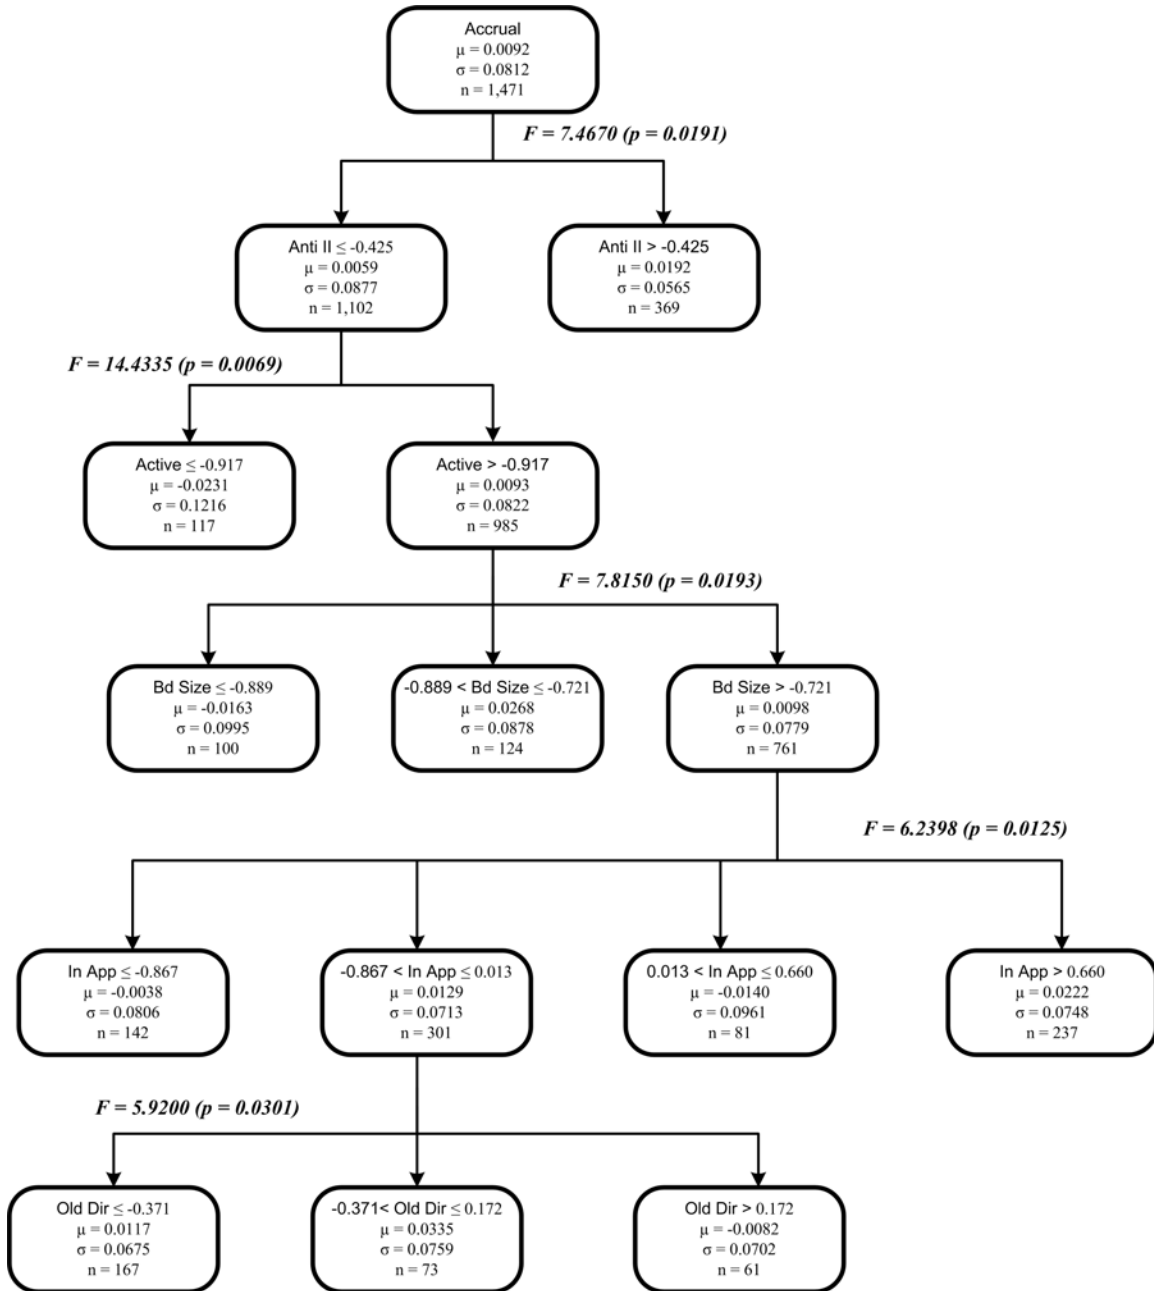 Accrual
μ = 0.0092
σ = 0.0812
n = 1,471
F = 7.4670 (p = 0.0191)
Anti II ≤ -0.425
μ = 0.0059
σ = 0.0877
n = 1,102
Anti II > -0.425
μ = 0.0192
σ = 0.0565
n = 369
F = 14.4335 (p = 0.0069)
Active ≤ -0.917
μ = -0.0231
σ = 0.1216
n = 117
Active > -0.917
μ = 0.0093
σ = 0.0822
n = 985
F = 7.8150 (p = 0.0193)
Bd Size ≤ -0.889
μ = -0.0163
σ = 0.0995
n = 100
-0.889 < Bd Size ≤ -0.721
μ = 0.0268
σ = 0.0878
n = 124
Bd Size > -0.721
μ = 0.0098
σ = 0.0779
n = 761
F = 6.2398 (p = 0.0125)
In App ≤ -0.867
μ = -0.0038
σ = 0.0806
n = 142
-0.867 < In App ≤ 0.013
μ = 0.0129
σ = 0.0713
n = 301
0.013 < In App ≤ 0.660
μ = -0.0140
σ = 0.0961
n = 81
In App > 0.660
μ = 0.0222
σ = 0.0748
n = 237
F = 5.9200 (p = 0.0301)
Old Dir ≤ -0.371
μ = 0.0117
σ = 0.0675
n = 167
-0.371< Old Dir ≤ 0.172
μ = 0.0335
σ = 0.0759
n = 73
Old Dir > 0.172
μ = -0.0082
σ = 0.0702
n = 61